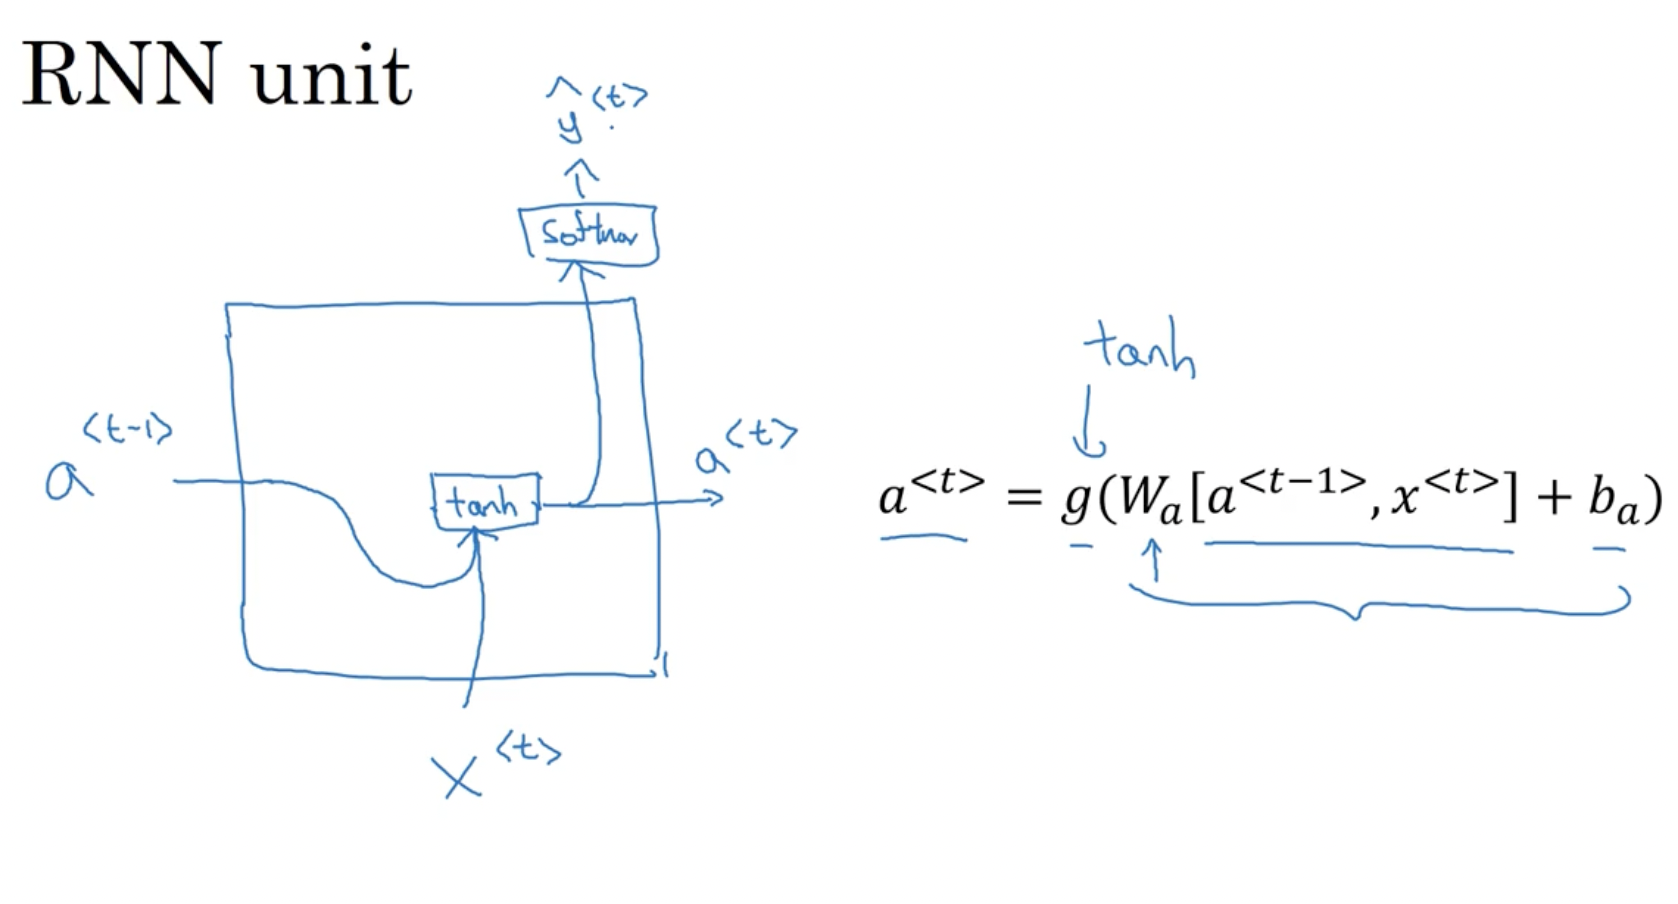 RNN unit
ŷ<t>
softmax
a<t-1>
tanh
a<t>
x<t>
tanh
a<t> = g(Wₐ[a<t−1>, x<t>] + bₐ)